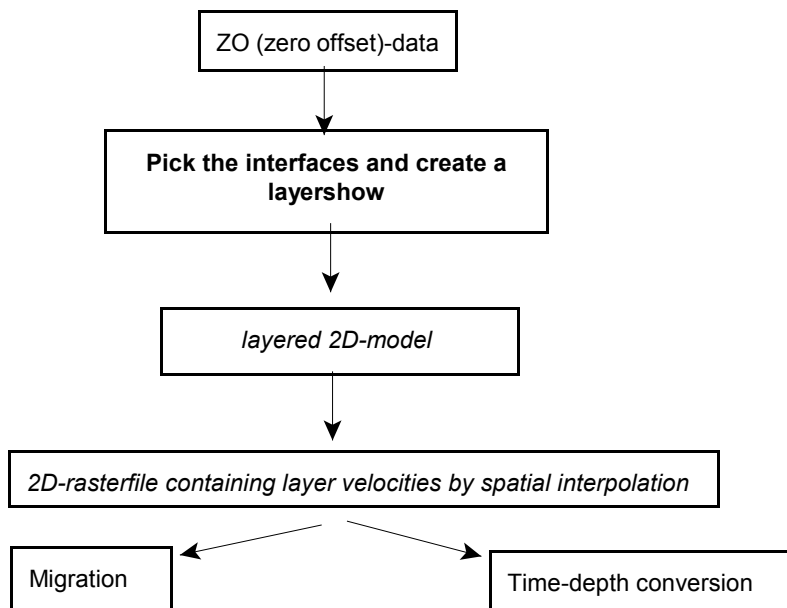 ZO (zero offset)-data
Pick the interfaces and create a
layershow
layered 2D-model
2D-rasterfile containing layer velocities by spatial interpolation
Migration
Time-depth conversion